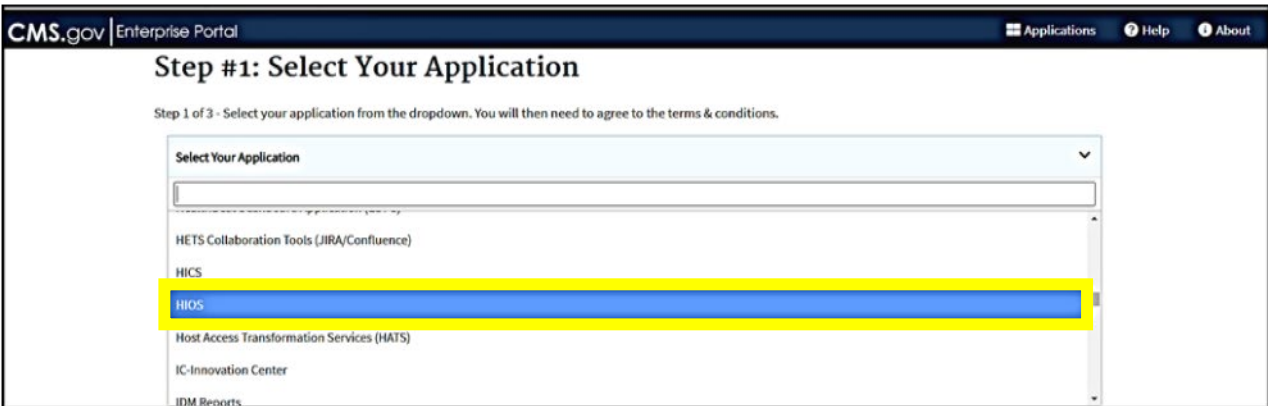 CMS.gov Enterprise Portal Applications Help About
Step #1: Select Your Application
Step 1 of 3 - Select your application from the dropdown. You will then need to agree to the terms & conditions.
Select Your Application
HETS Collaboration Tools (JIRA/Confluence)
HICS
HIOS
Host Access Transformation Services (HATS)
IC-Innovation Center
IDM Reports